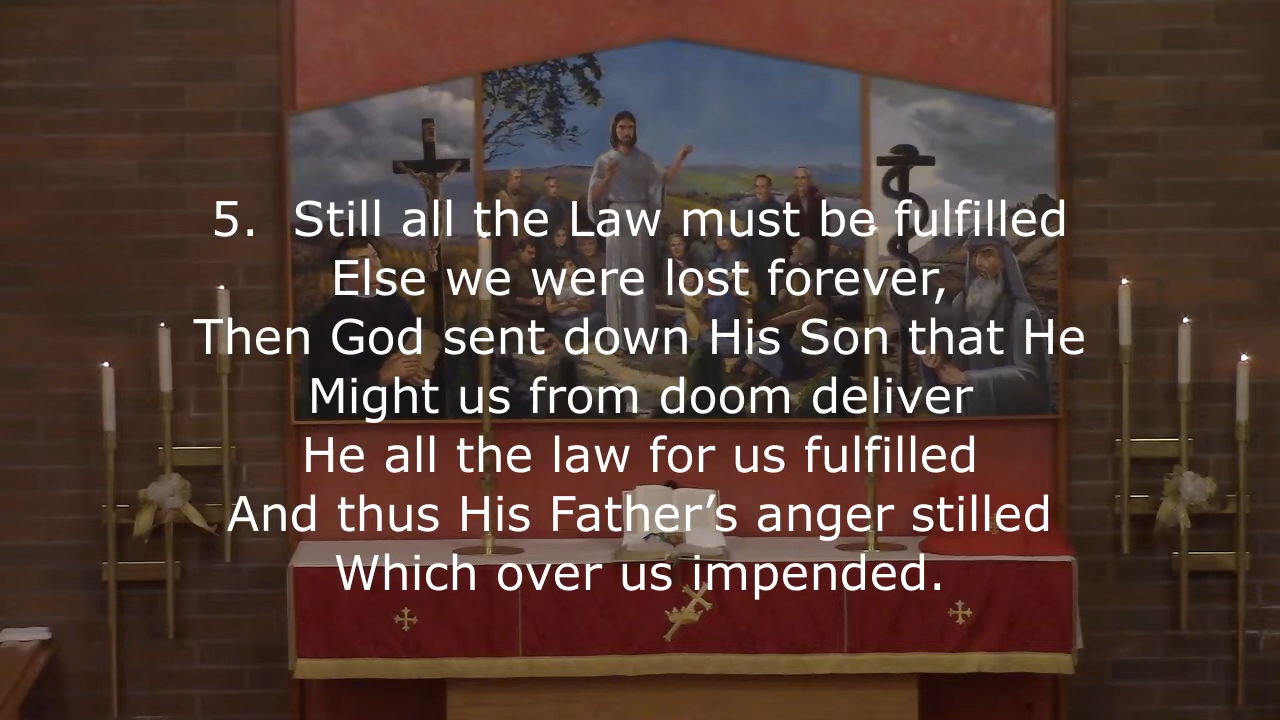 5. Still all the Law must be fulfilled
Else we were lost forever,
Then God sent down His Son that He
Might us from doom deliver
He all the law for us fulfilled
And thus His Father’s anger stilled
Which over us impended.